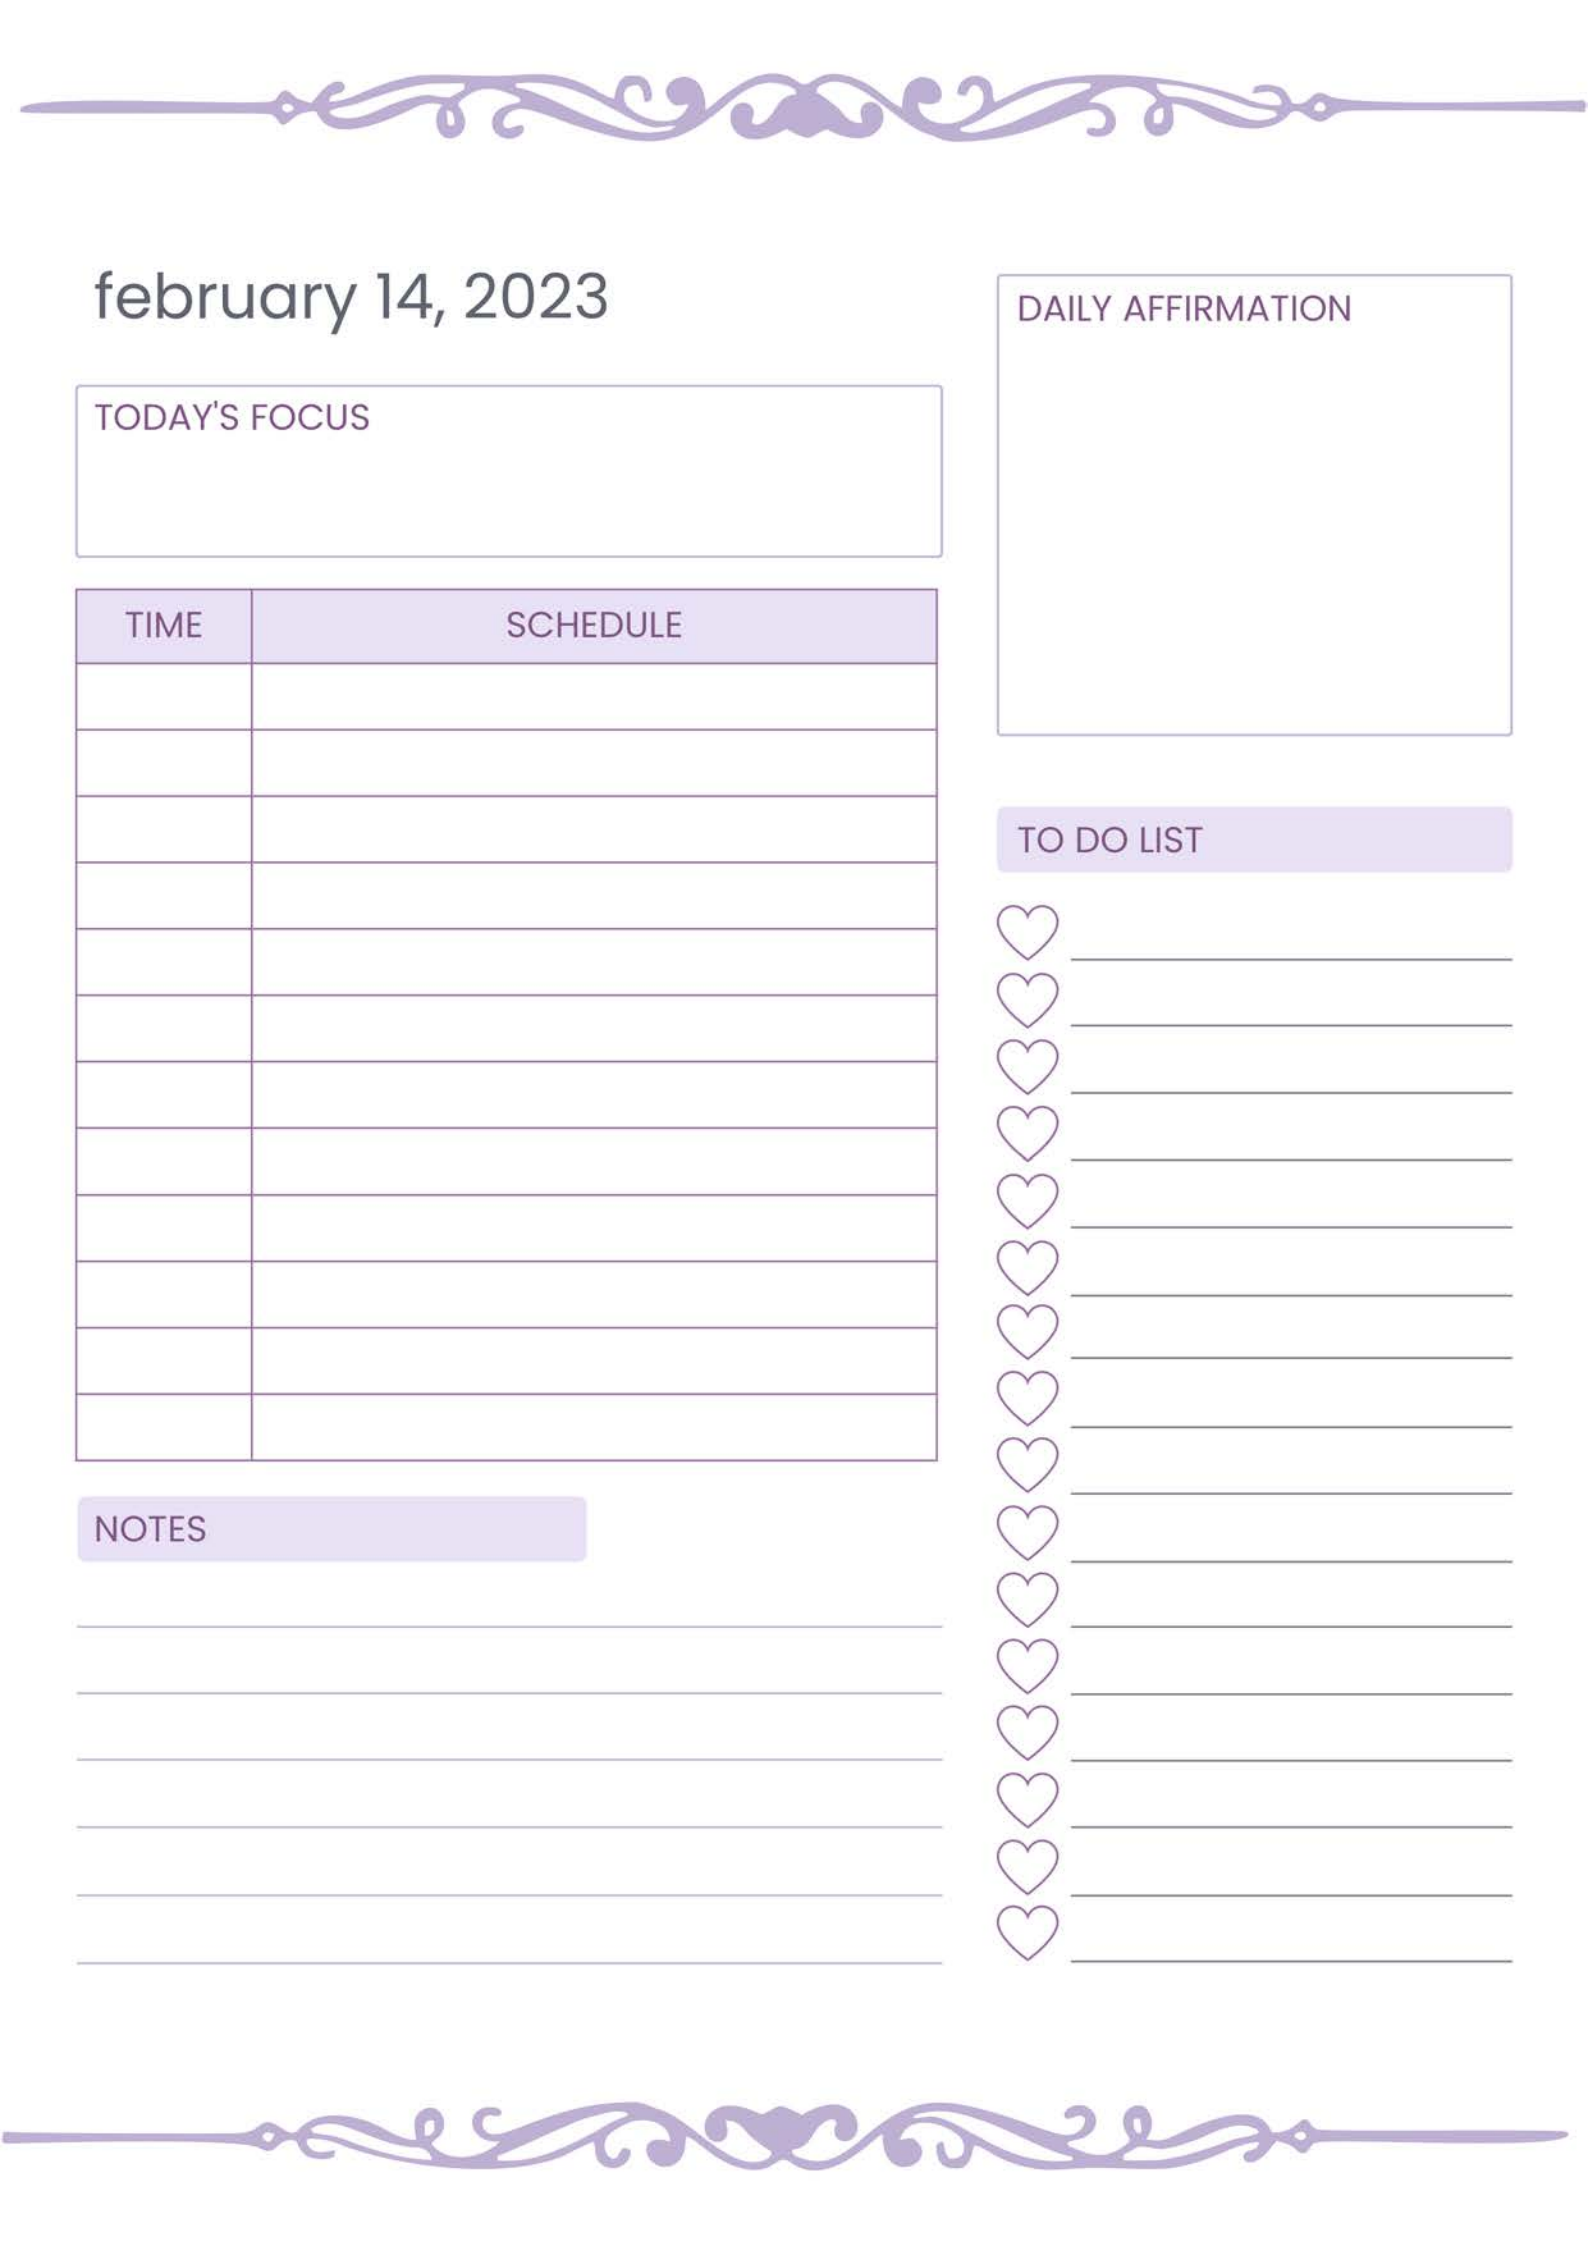 february 14, 2023
DAILY AFFIRMATION
TODAY'S FOCUS
TIME SCHEDULE
TO DO LIST
NOTES